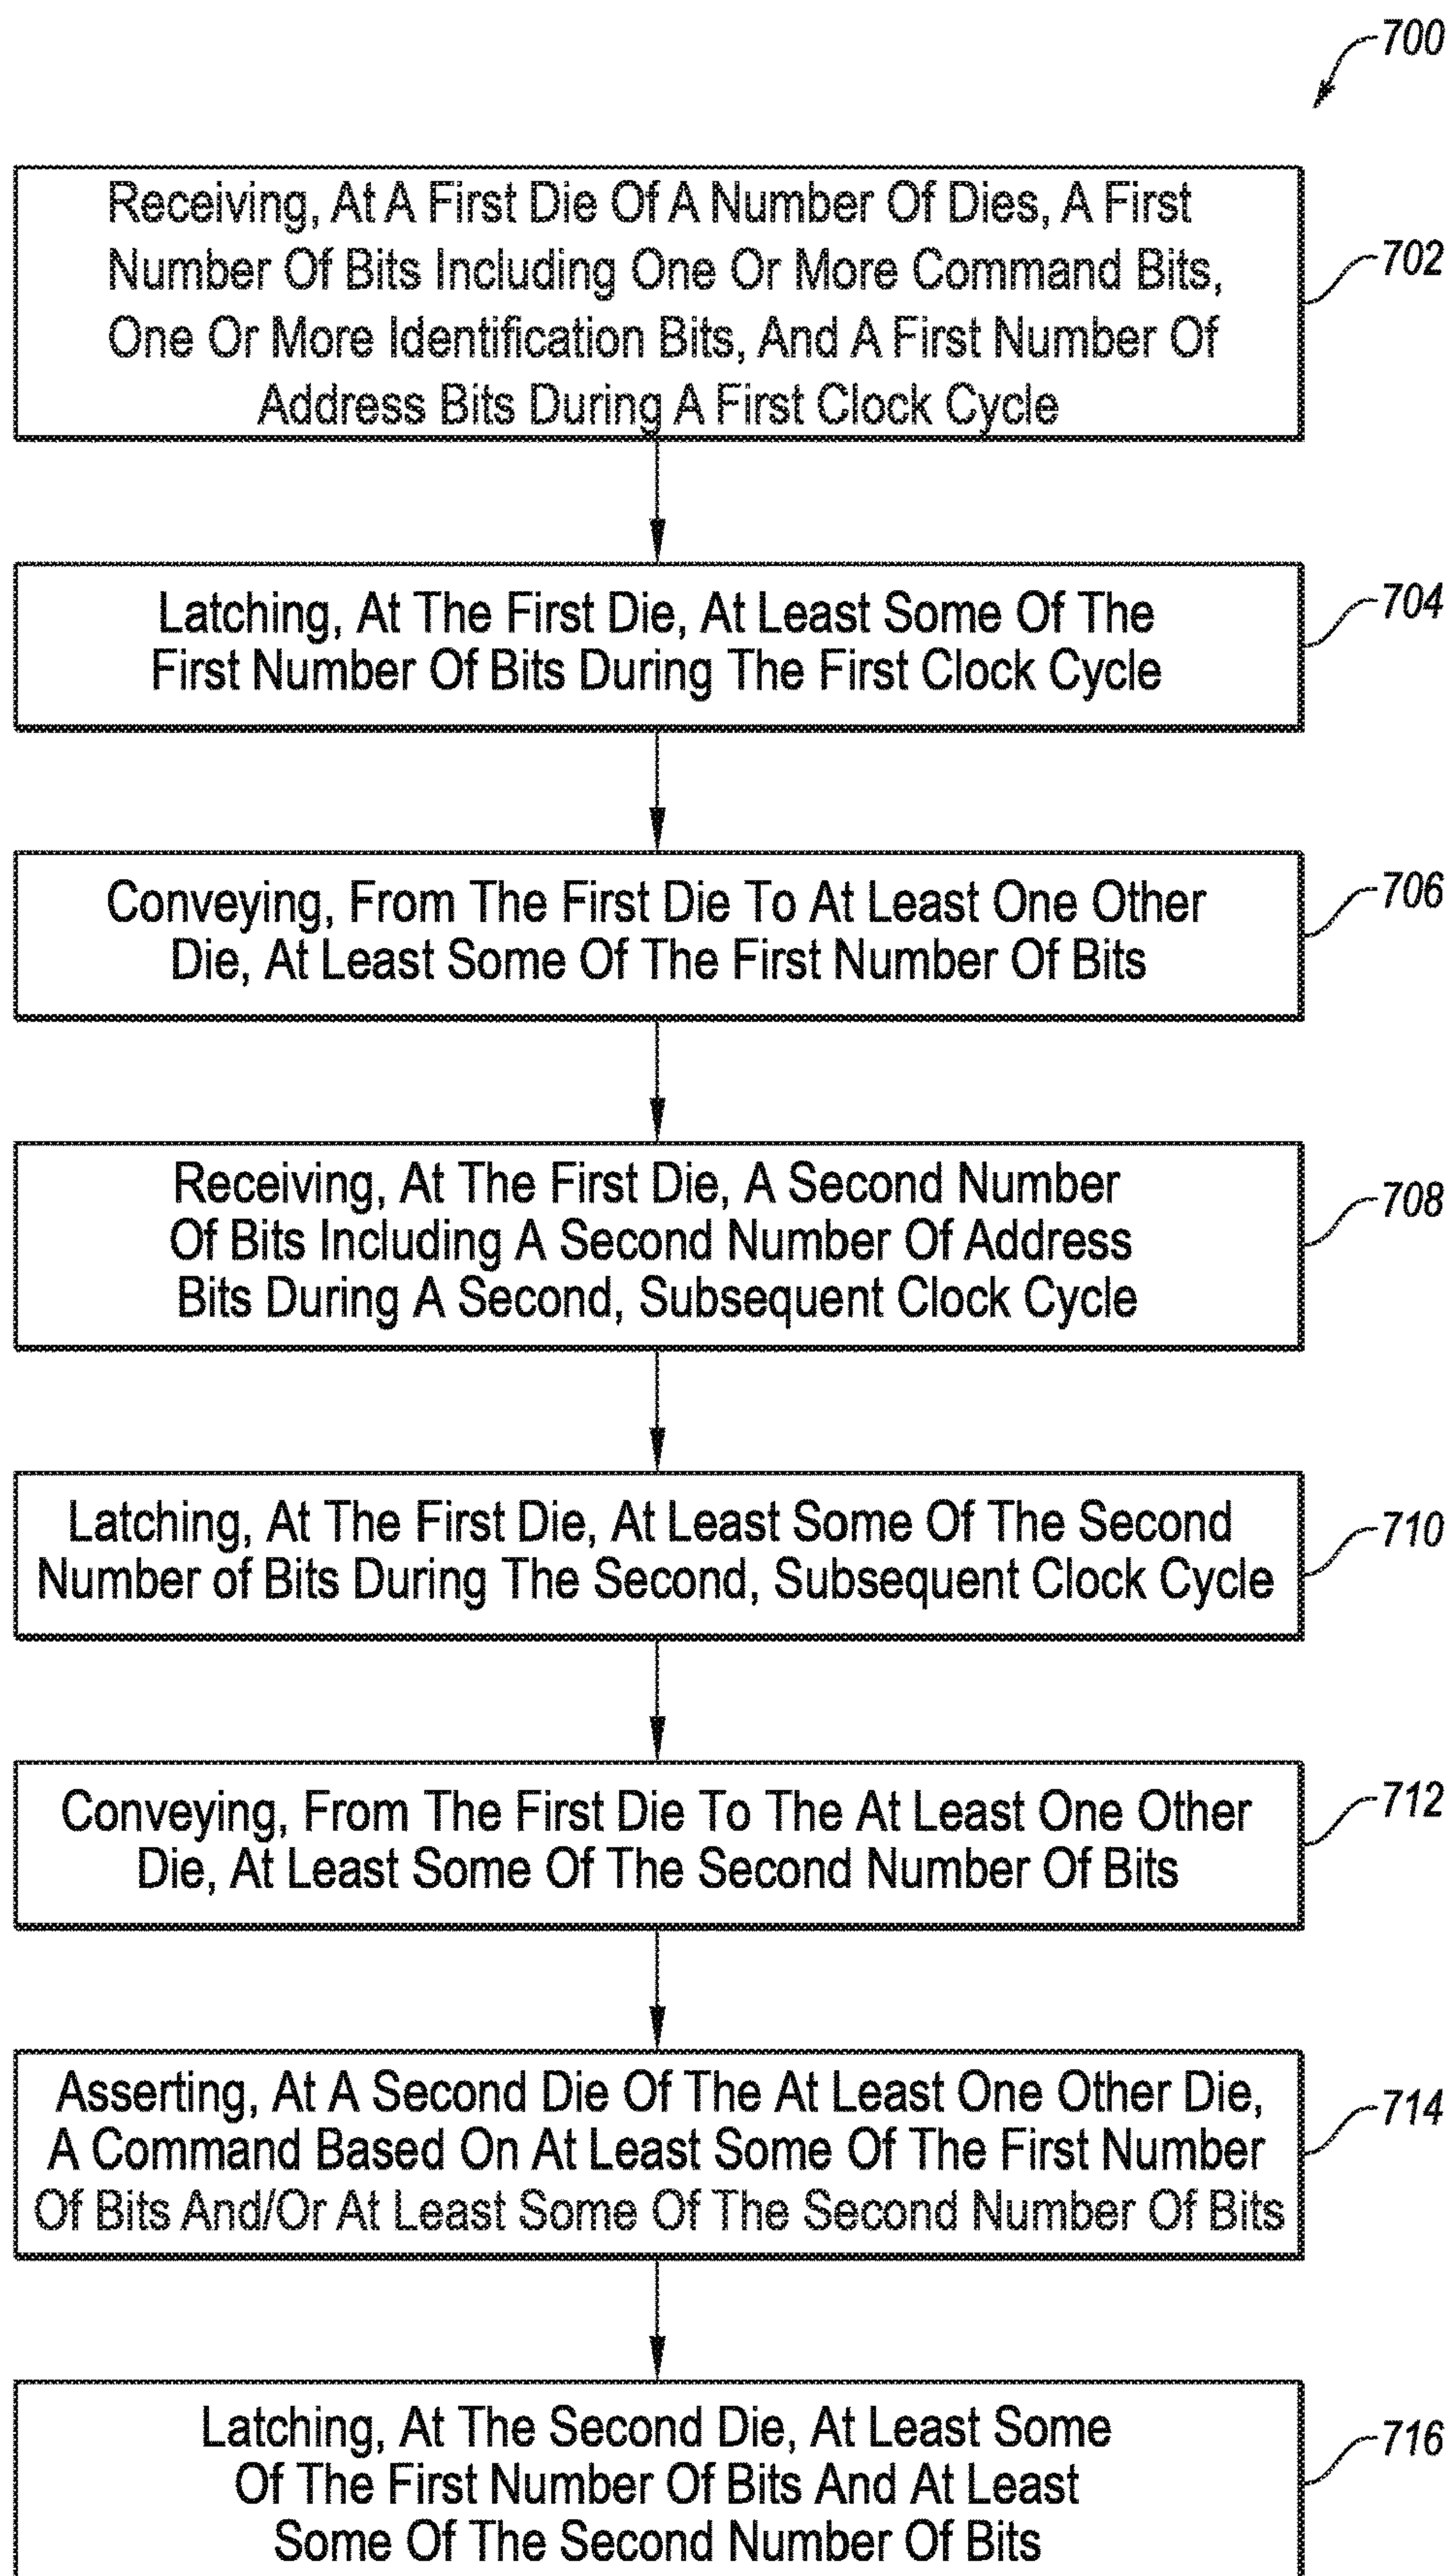 700
Receiving, At A First Die Of A Number Of Dies, A First
Number Of Bits Including One Or More Command Bits,
One Or More Identification Bits, And A First Number Of
Address Bits During A First Clock Cycle
702
Latching, At The First Die, At Least Some Of The
First Number Of Bits During The First Clock Cycle
704
Conveying, From The First Die To At Least One Other
Die, At Least Some Of The First Number Of Bits
706
Receiving, At The First Die, A Second Number
Of Bits Including A Second Number Of Address
Bits During A Second, Subsequent Clock Cycle
708
Latching, At The First Die, At Least Some Of The Second
Number of Bits During The Second, Subsequent Clock Cycle
710
Conveying, From The First Die To The At Least One Other
Die, At Least Some Of The Second Number Of Bits
712
Asserting, At A Second Die Of The At Least One Other Die,
A Command Based On At Least Some Of The First Number
Of Bits And/Or At Least Some Of The Second Number Of Bits
714
Latching, At The Second Die, At Least Some
Of The First Number Of Bits And At Least
Some Of The Second Number Of Bits
716